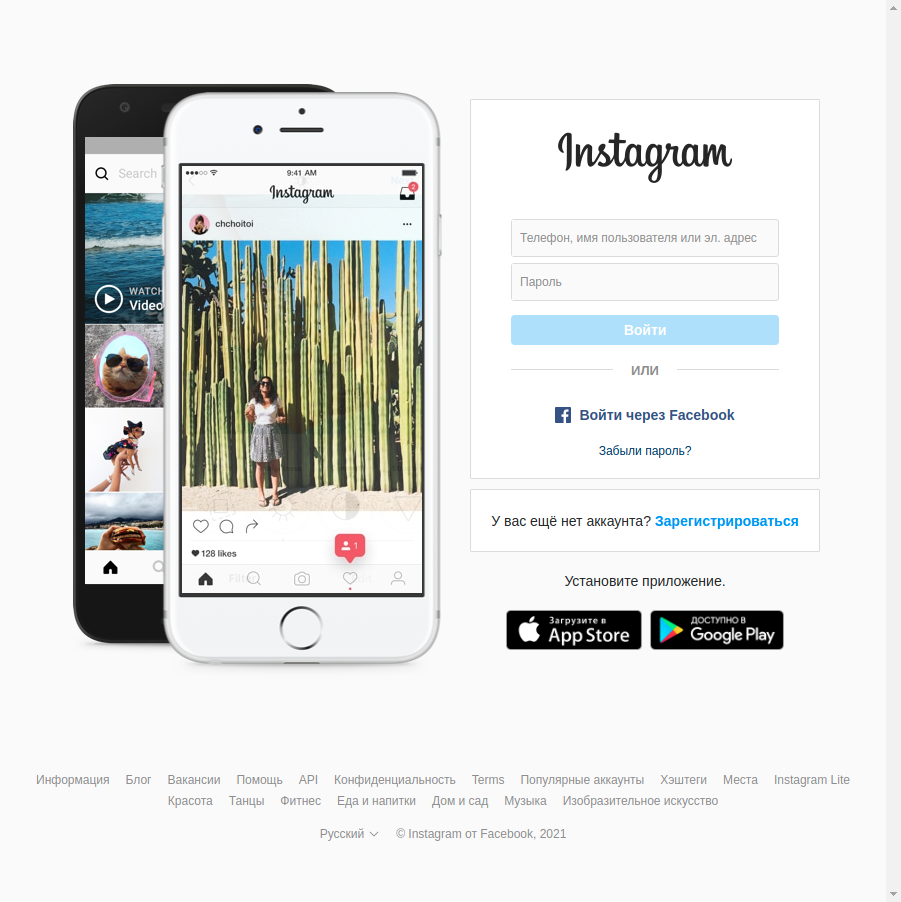 Search
WATCH
Video
9:41 AM
Instagram
2
chchoitoi
128 likes
1
Instagram
Телефон, имя пользователя или эл. адрес
Пароль
Войти
ИЛИ
Войти через Facebook
Забыли пароль?
У вас ещё нет аккаунта? Зарегистрироваться
Установите приложение.
Загрузите в
App Store
ДОСТУПНО В
Google Play
Информация Блог Вакансии Помощь API Конфиденциальность Terms Популярные аккаунты Хэштеги Места Instagram Lite
Красота Танцы Фитнес Еда и напитки Дом и сад Музыка Изобразительное искусство
Русский © Instagram от Facebook, 2021